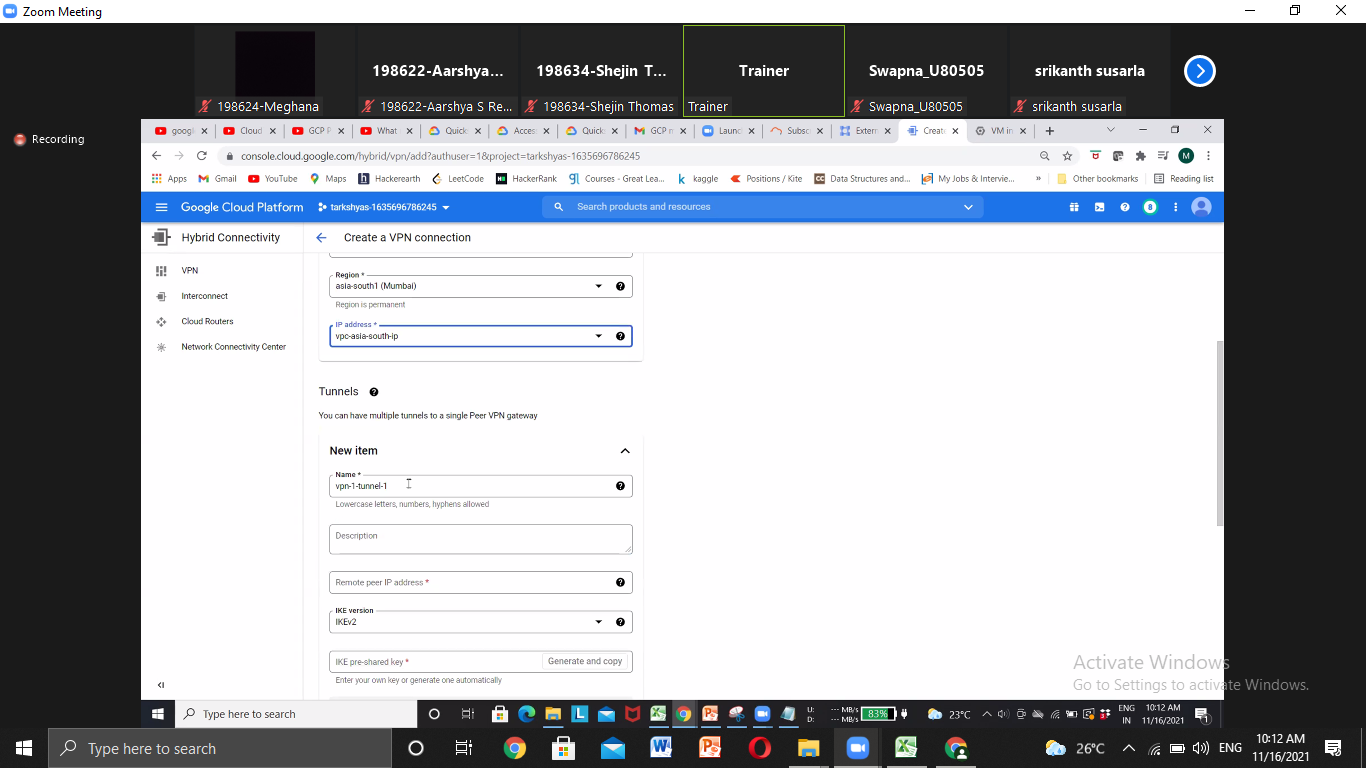 Zoom Meeting
198622-Aarshya...
198634-Shejin T...
Trainer
Swapna_U80505
srikanth susarla
198624-Meghana
198622-Aarshya S Re...
198634-Shejin Thomas
Trainer
Swapna_U80505
srikanth susarla
Recording
googl
Cloud
GCP P
What
Quick
Acces
Quick
GCP n
Launc
Subsc
Extern
Create
VM in
console.cloud.google.com/hybrid/vpn/add?authuser=1&project=tarkshyas-1635696786245
M
Apps
Gmail
YouTube
Maps
Hackerearth
LeetCode
HackerRank
Courses - Great Lea...
kaggle
Positions / Kite
Data Structures and...
My Jobs & Intervie...
»
Other bookmarks
Reading list
Google Cloud Platform
tarkshyas-1635696786245
Search products and resources
8
Hybrid Connectivity
Create a VPN connection
VPN
Interconnect
Cloud Routers
Network Connectivity Center
Region *
asia-south1 (Mumbai)
Region is permanent
IP address *
vpc-asia-south-ip
Tunnels
You can have multiple tunnels to a single Peer VPN gateway
New item
Name *
vpn-1-tunnel-1
Lowercase letters, numbers, hyphens allowed
Description
Remote peer IP address *
IKE version
IKEv2
IKE pre-shared key *
Generate and copy
Enter your own key or generate one automatically
Activate Windows
Go to Settings to activate Windows.
Type here to search
U:
D:
--- MB/s
--- MB/s
83%
23°C
ENG
IN
10:12 AM
11/16/2021
1
Type here to search
26°C
ENG
10:12 AM
11/16/2021